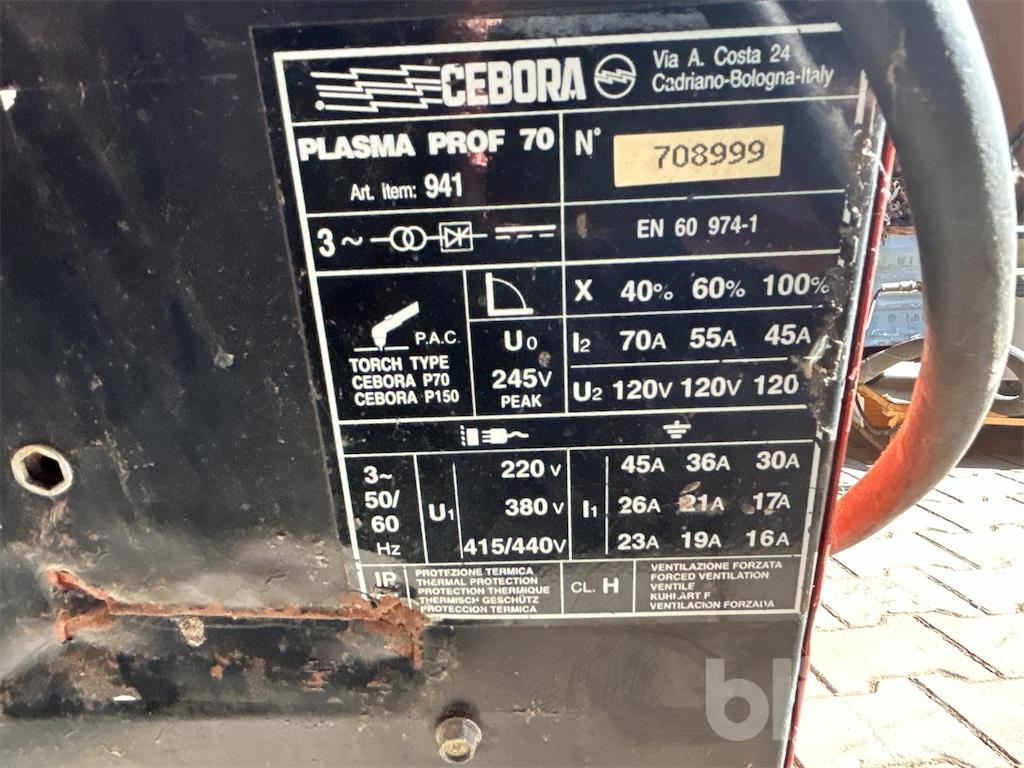 CEBORA
Via A. Costa 24
Cadriano-Bologna-Italy
PLASMA PROF 70
Art. Item: 941
N° 708999
3 ~
EN 60 974-1
P.A.C.
TORCH TYPE
CEBORA P70
CEBORA P150
U0
245V
PEAK
X 40% 60% 100%
I2 70A 55A 45A
U2 120V 120V 120
3~
50/
60
Hz
U1
220 V
380 V
415/440V
I1
45A 36A 30A
26A 21A 17A
23A 19A 16A
IP
PROTEZIONE TERMICA
THERMAL PROTECTION
PROTECTION THERMIQUE
THERMISCH GESCHÜTZ
PROTECCION TERMICA
CL. H
VENTILAZIONE FORZATA
FORCED VENTILATION
VENTILE
KUHLART F
VENTILACION FORZADA